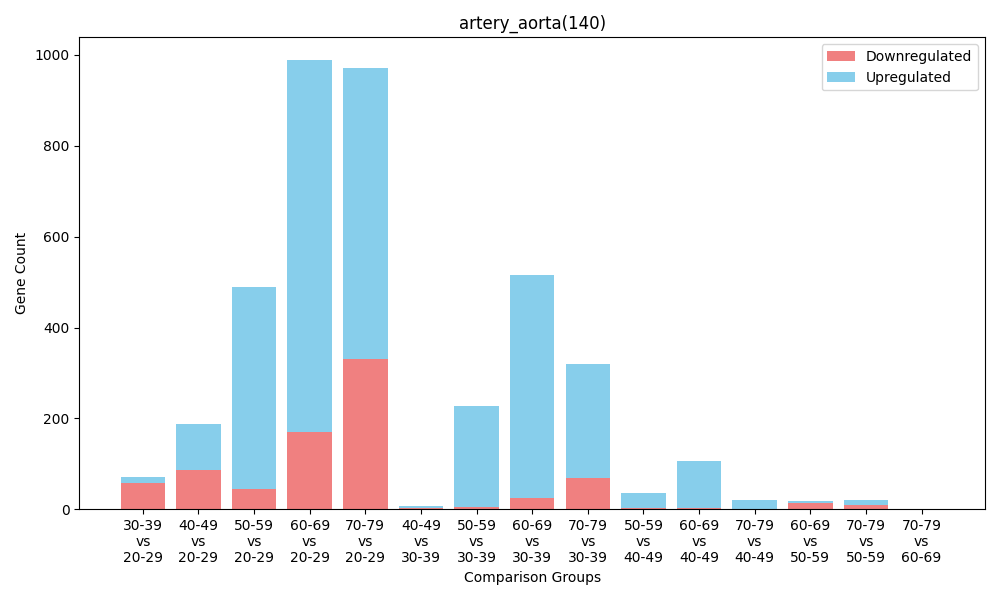 artery_aorta(140)
Downregulated
Upregulated
Gene Count
1000
800
600
400
200
0
30-39 40-49 50-59 60-69 70-79 40-49 50-59 60-69 70-79 50-59 60-69 70-79 60-69 70-79 70-79
vs vs vs vs vs vs vs vs vs vs vs vs vs vs vs
20-29 20-29 20-29 20-29 20-29 30-39 30-39 30-39 30-39 40-49 40-49 40-49 50-59 50-59 60-69
Comparison Groups